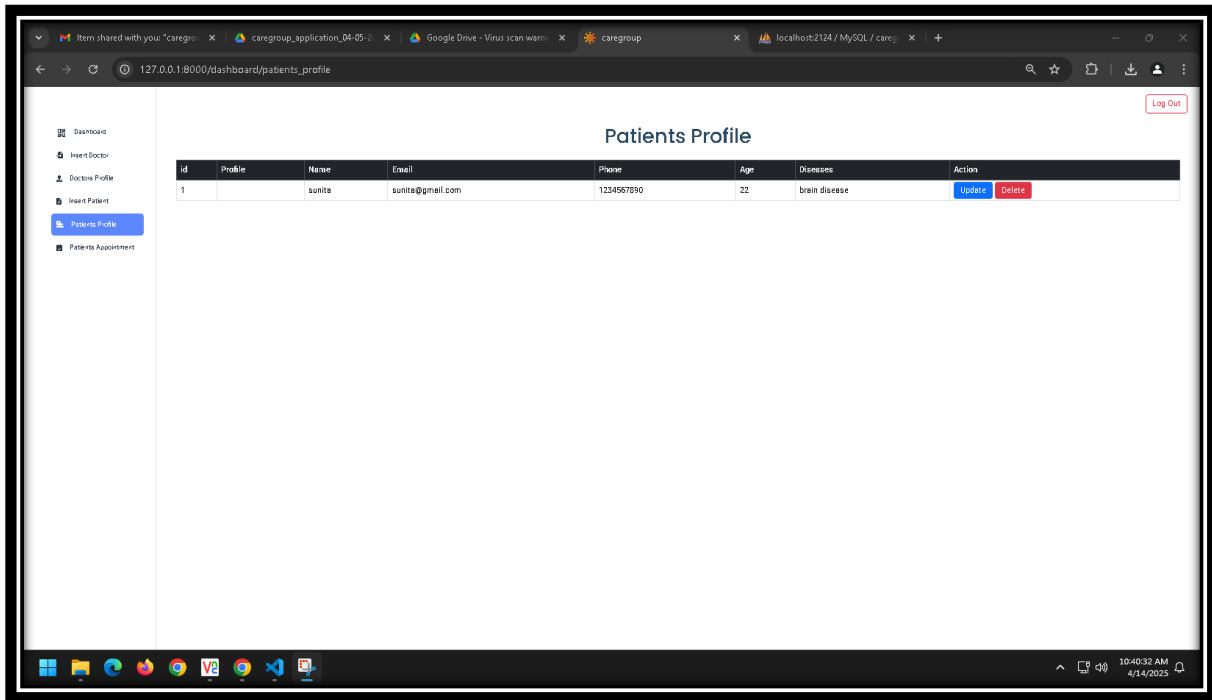 Item shared with you: "caregro
caregroup_application_04-05-2
Google Drive - Virus scan warni
caregroup
localhost:2124 / MySQL / careg
127.0.0.1:8000/dashboard/patients_profile
Log Out
Dashboard
Insert Doctor
Doctors Profile
Insert Patient
Patients Profile
Patients Appointment
Patients Profile
id Profile Name Email Phone Age Diseases Action
1 sunita sunita@gmail.com 1234567890 22 brain disease Update Delete
10:40:32 AM
4/14/2025